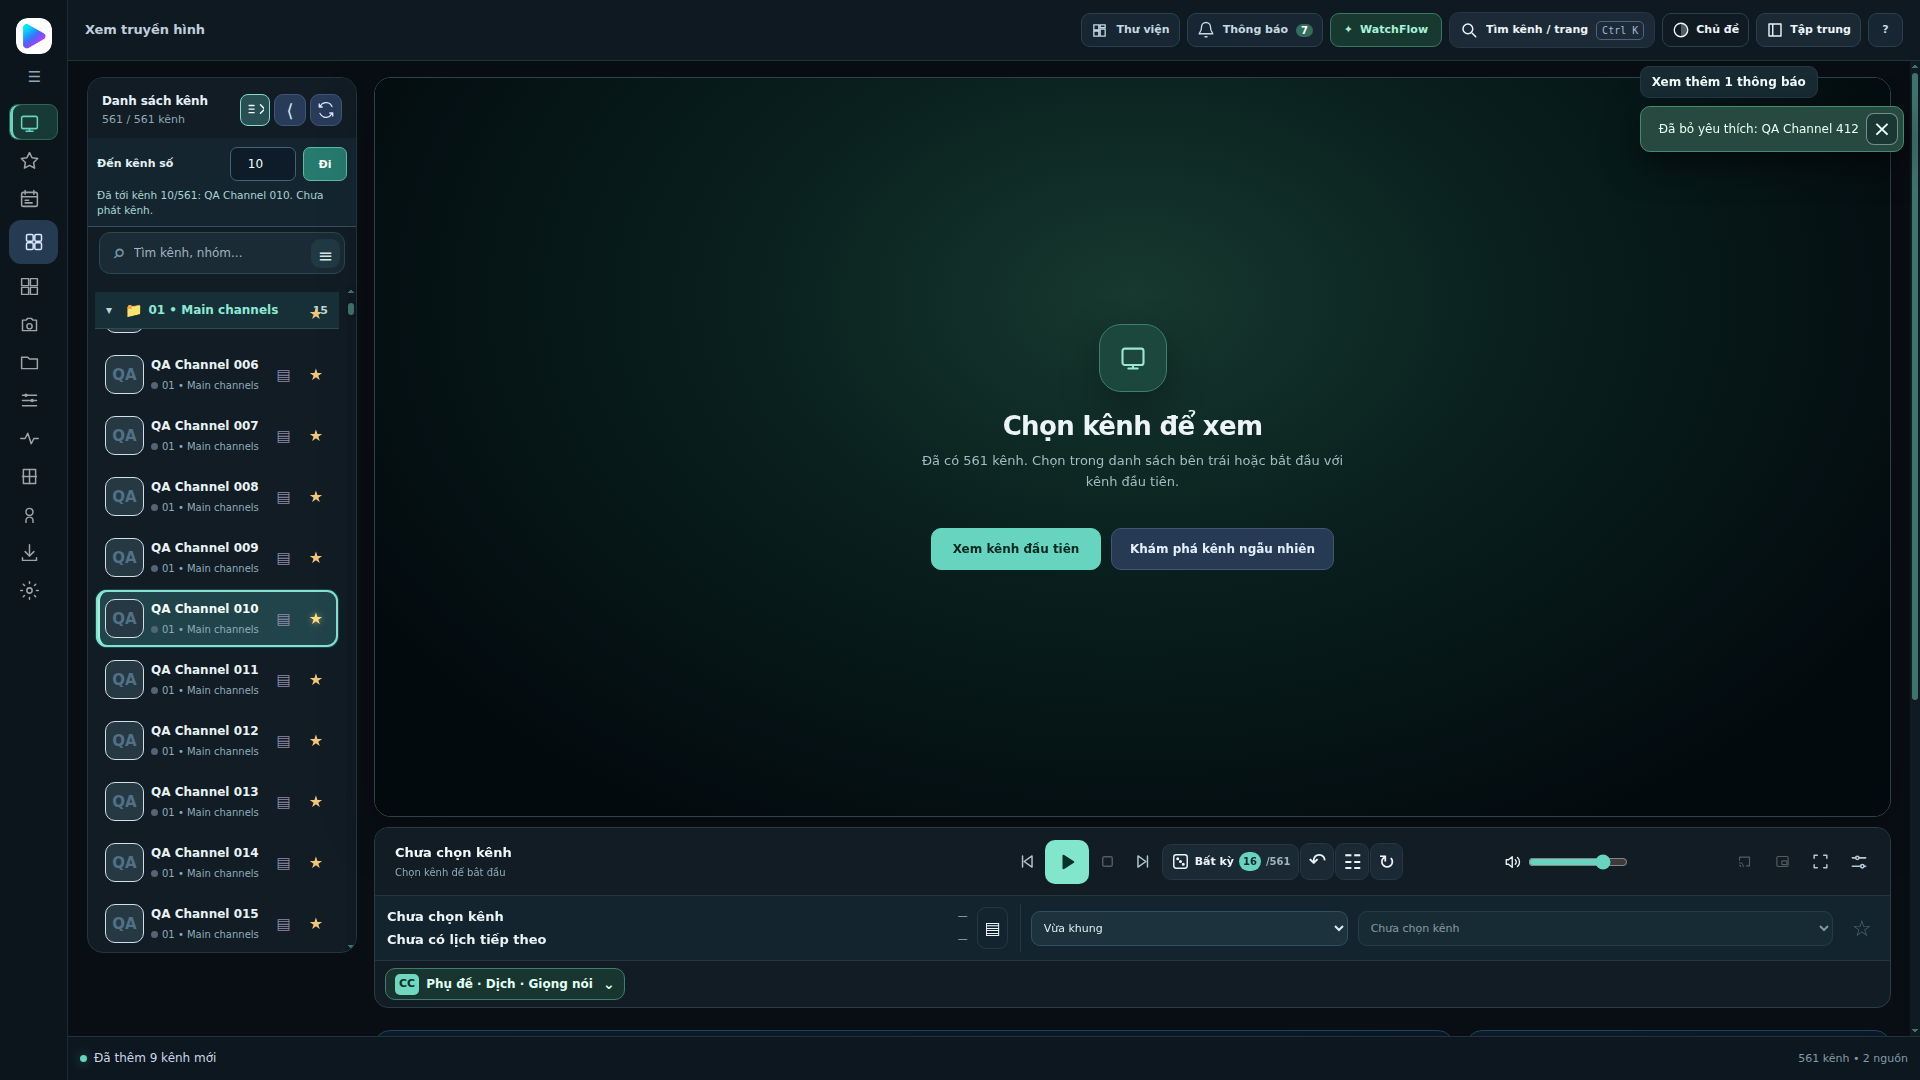 Xem truyền hình
Thư viện
Thông báo 7
✦ WatchFlow
Tìm kênh / trang Ctrl K
Chủ đề
Tập trung
?
Xem thêm 1 thông báo
Đã bỏ yêu thích: QA Channel 412
Danh sách kênh
561 / 561 kênh
Đến kênh số
10
Đi
Đã tới kênh 10/561: QA Channel 010. Chưa
phát kênh.
Tìm kênh, nhóm...
01 • Main channels 15
QA QA Channel 006
01 • Main channels
QA QA Channel 007
01 • Main channels
QA QA Channel 008
01 • Main channels
QA QA Channel 009
01 • Main channels
QA QA Channel 010
01 • Main channels
QA QA Channel 011
01 • Main channels
QA QA Channel 012
01 • Main channels
QA QA Channel 013
01 • Main channels
QA QA Channel 014
01 • Main channels
QA QA Channel 015
01 • Main channels
Chọn kênh để xem
Đã có 561 kênh. Chọn trong danh sách bên trái hoặc bắt đầu với
kênh đầu tiên.
Xem kênh đầu tiên
Khám phá kênh ngẫu nhiên
Chưa chọn kênh
Chọn kênh để bắt đầu
Bất kỳ 16 /561
Chưa chọn kênh —
Chưa có lịch tiếp theo —
Vừa khung
Chưa chọn kênh
CC Phụ đề · Dịch · Giọng nói
Đã thêm 9 kênh mới
561 kênh • 2 nguồn